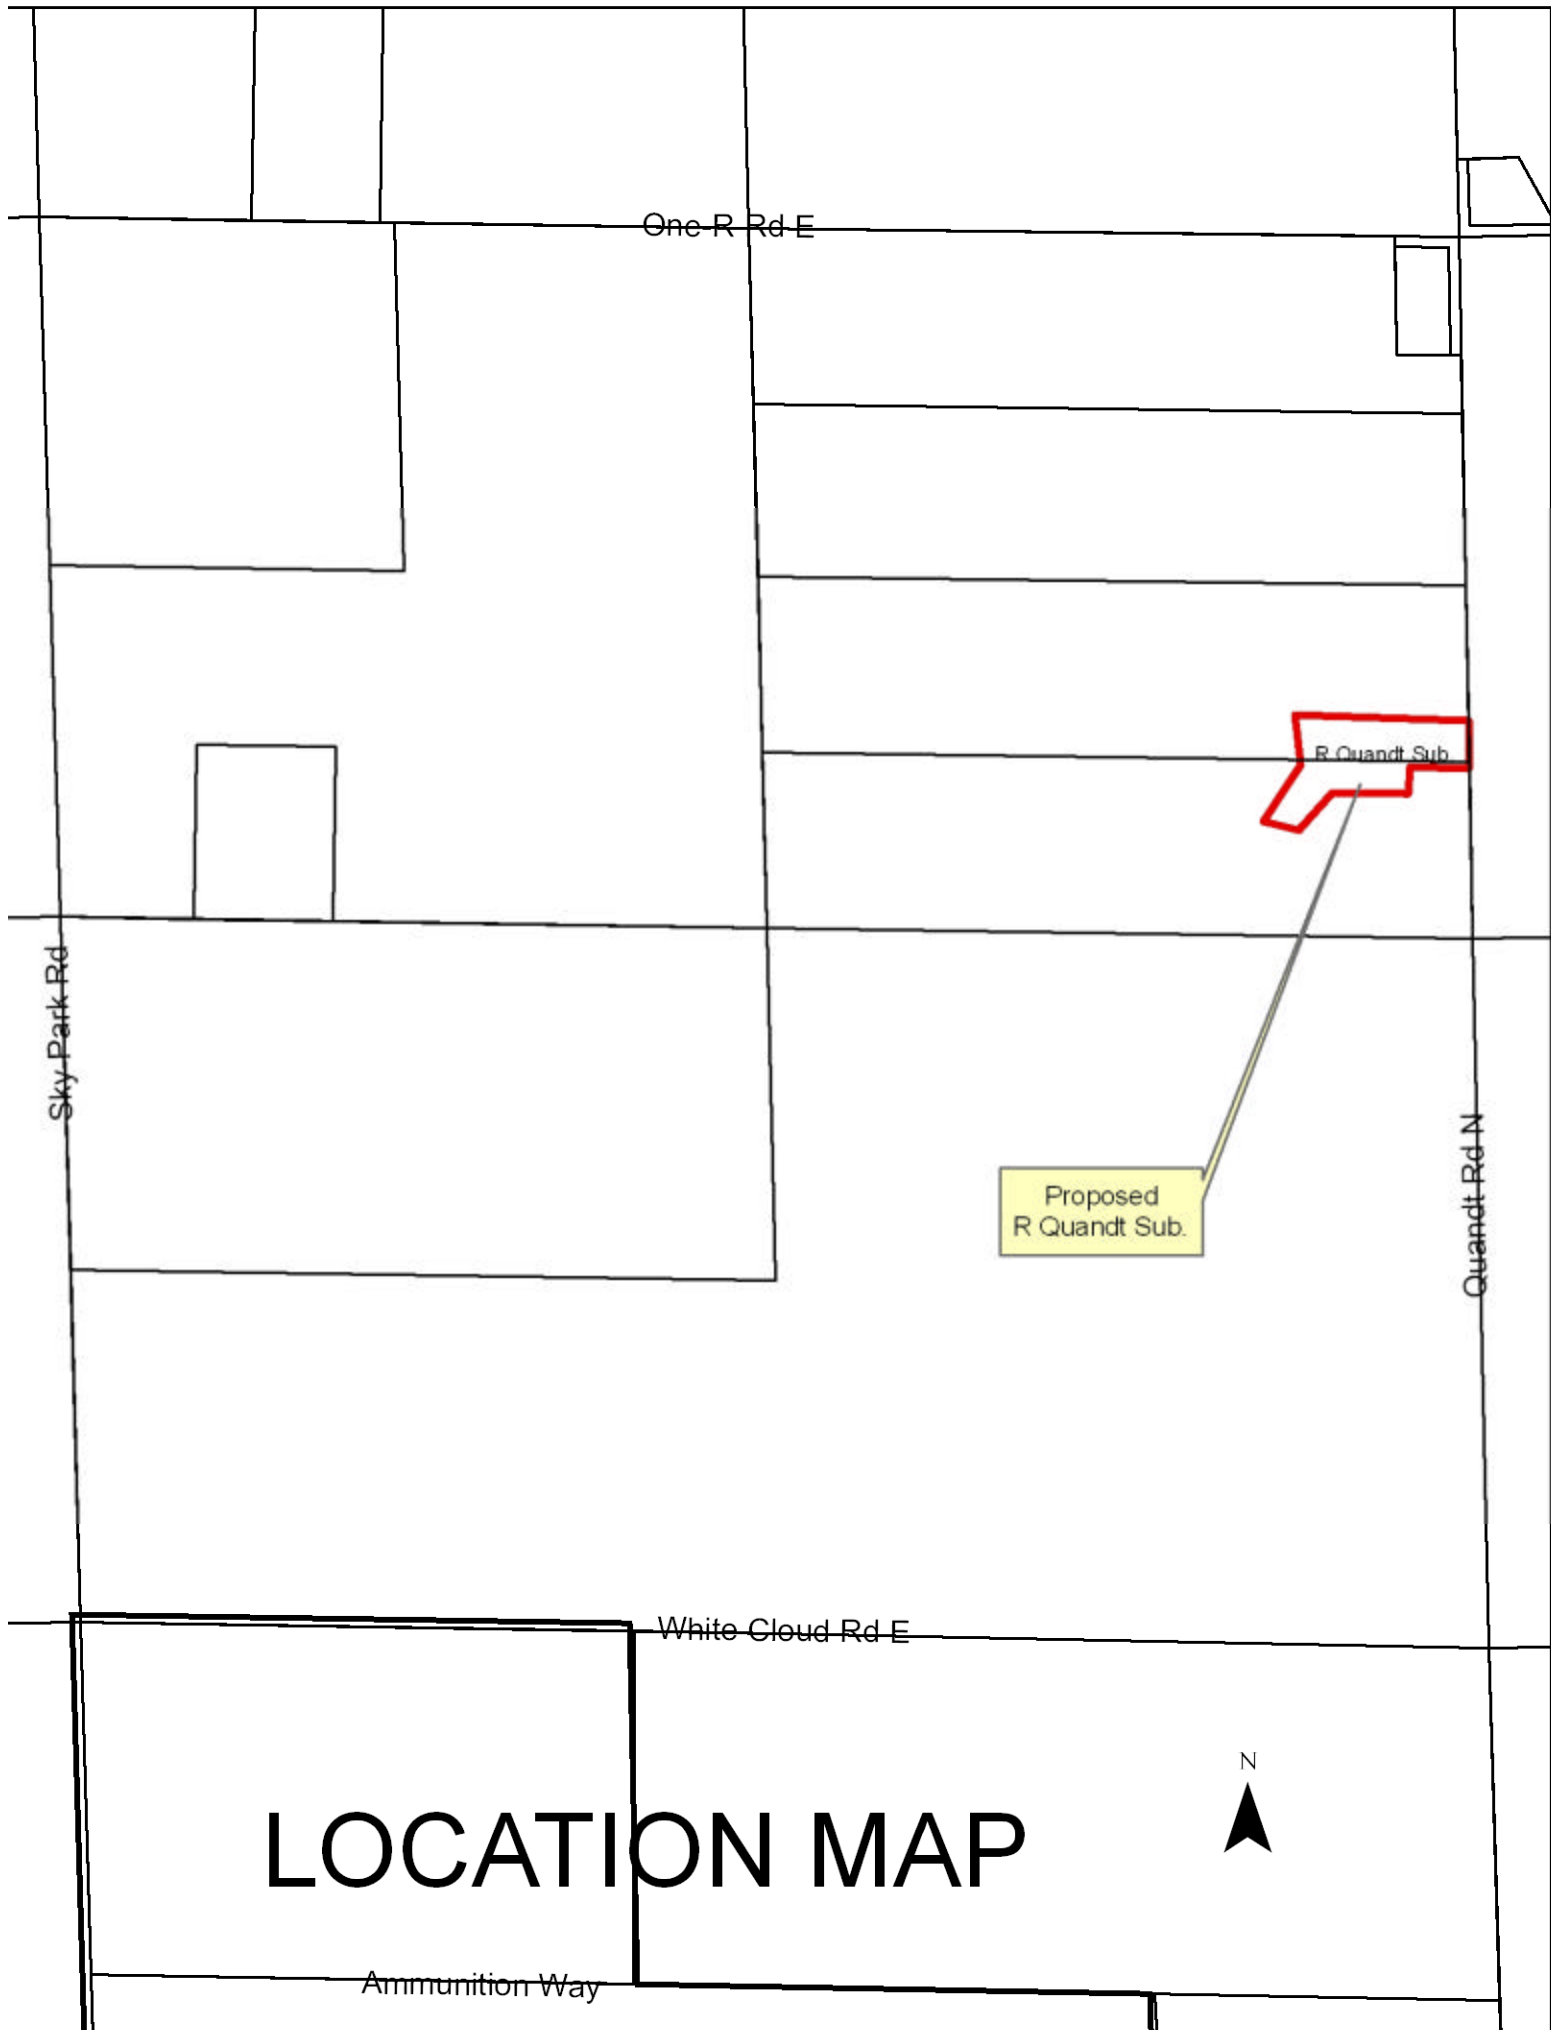 One R Rd E
R Quandt Sub
Sky Park Rd
Quandt Rd N
Proposed
R Quandt Sub.
White Cloud Rd E
N
LOCATION MAP
Ammunition Way